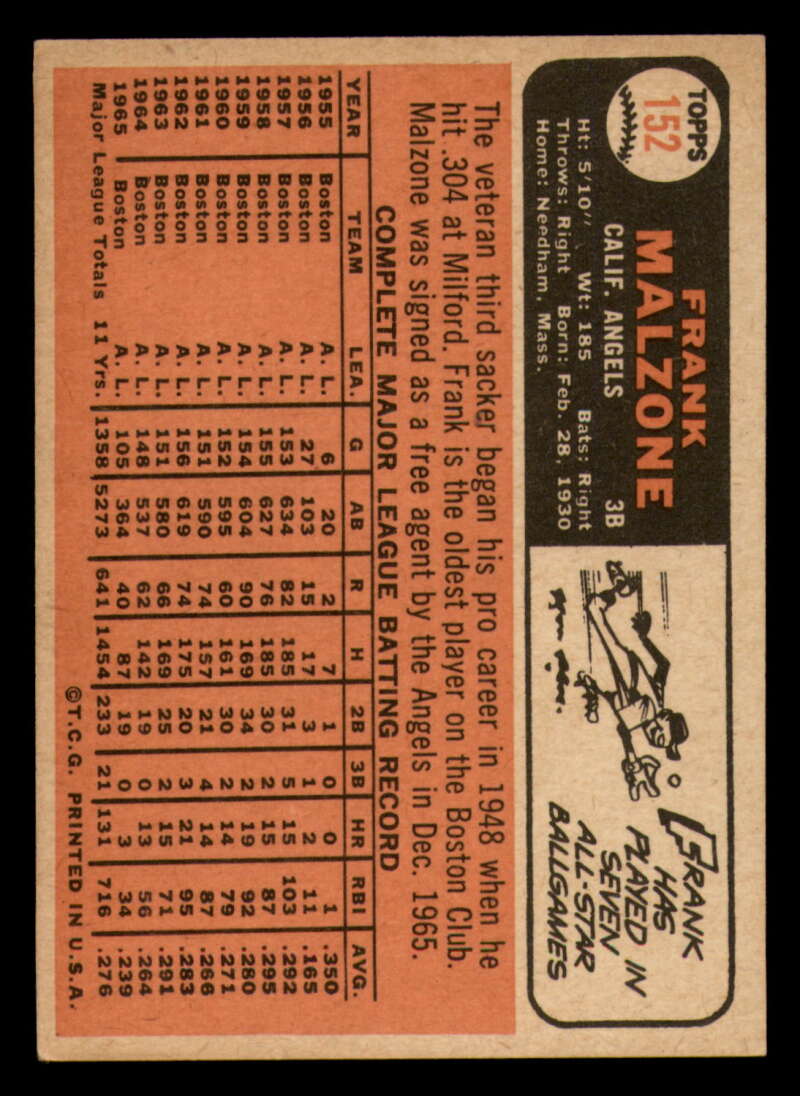 TOPPS
152
FRANK
MALZONE
CALIF. ANGELS 3B
Ht: 5'10" Wt: 185 Bats: Right
Throws: Right Born: Feb. 28, 1930
Home: Needham, Mass.
FRANK
HAS
PLAYED IN
SEVEN
ALL-STAR
BALLGAMES
The veteran third sacker began his pro career in 1948 when he
hit .304 at Milford. Frank is the oldest player on the Boston Club.
Malzone was signed as a free agent by the Angels in Dec. 1965.
COMPLETE MAJOR LEAGUE BATTING RECORD
YEAR TEAM LEA. G AB R H 2B 3B HR RBI AVG.
1955 Boston A. L. 6 20 2 7 1 0 0 1 .350
1956 Boston A. L. 27 103 15 17 3 1 2 11 .165
1957 Boston A. L. 153 634 82 185 31 5 15 103 .292
1958 Boston A. L. 155 627 76 185 30 2 15 87 .295
1959 Boston A. L. 154 604 90 169 34 2 19 92 .280
1960 Boston A. L. 152 595 60 161 30 2 14 79 .271
1961 Boston A. L. 151 590 74 157 21 4 14 87 .266
1962 Boston A. L. 156 619 74 175 20 3 21 95 .283
1963 Boston A. L. 151 580 66 169 25 2 15 71 .291
1964 Boston A. L. 148 537 62 142 19 0 13 56 .264
1965 Boston A. L. 105 364 40 87 19 0 3 34 .239
Major League Totals 11 Yrs. 1358 5273 641 1454 233 21 131 716 .276
©T.C.G. PRINTED IN U.S.A.